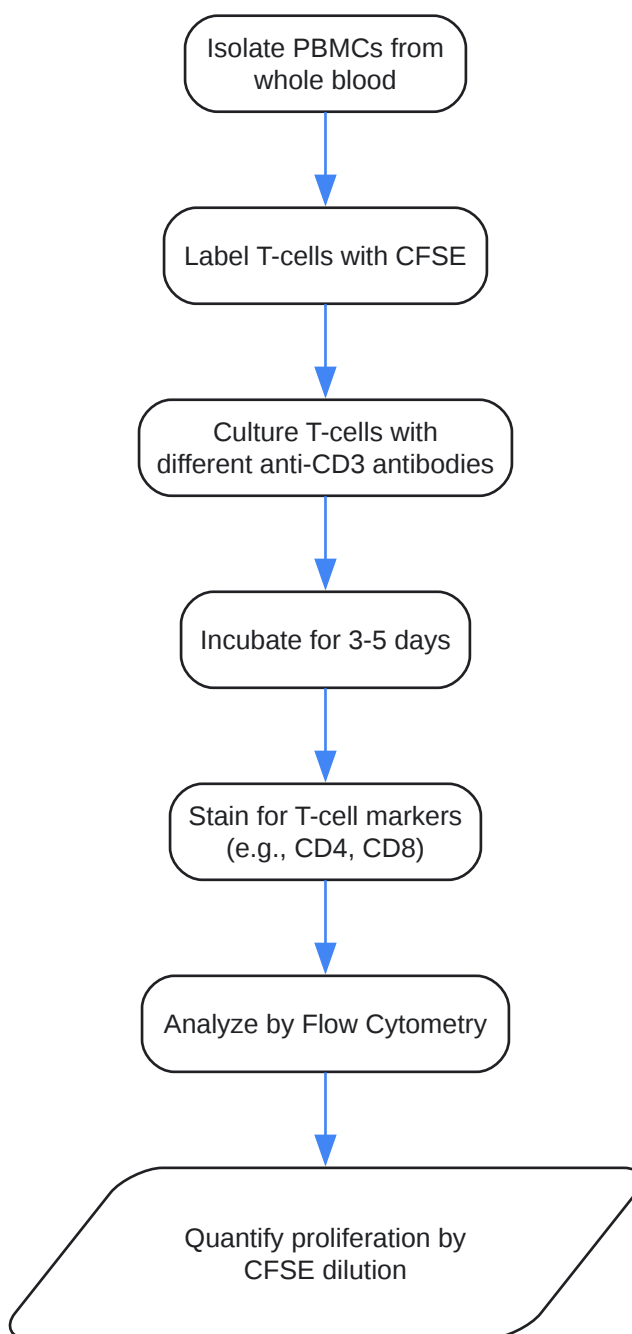 Isolate PBMCs from
whole blood
Label T-cells with CFSE
Culture T-cells with
different anti-CD3 antibodies
Incubate for 3-5 days
Stain for T-cell markers
(e.g., CD4, CD8)
Analyze by Flow Cytometry
Quantify proliferation by
CFSE dilution